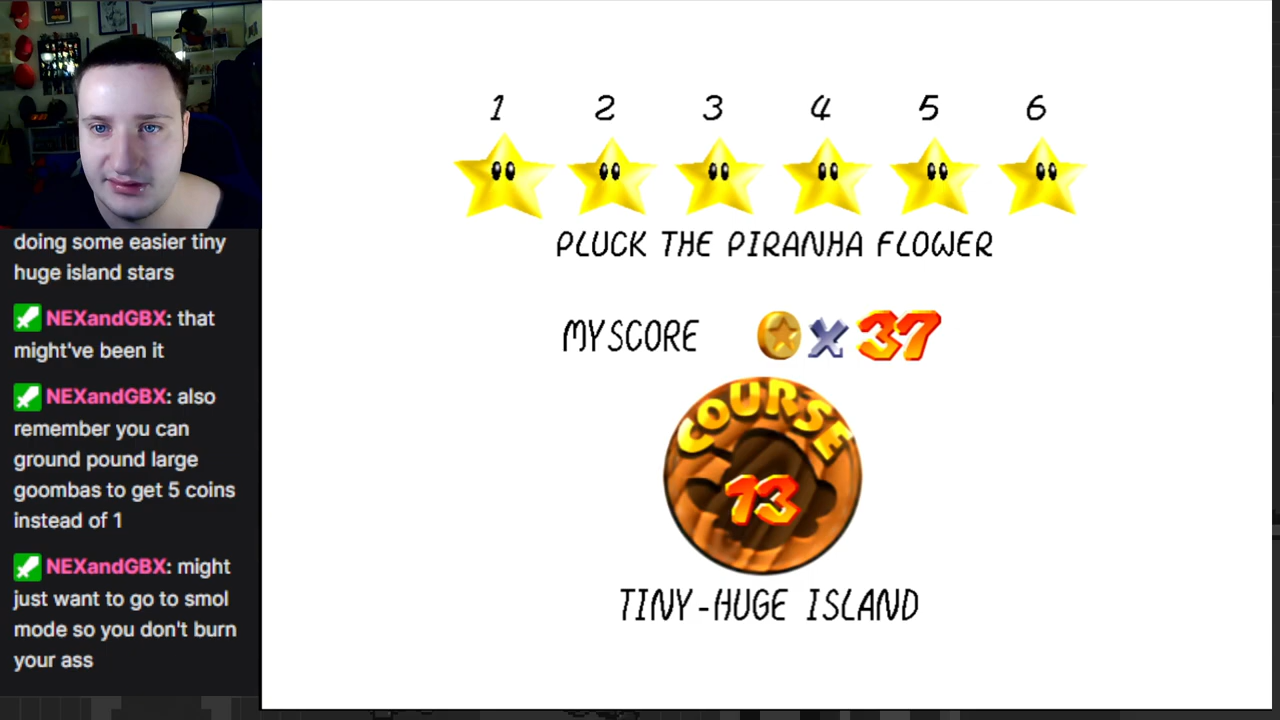 doing some easier tiny
huge island stars
NEXandGBX: that
might've been it
NEXandGBX: also
remember you can
ground pound large
goombas to get 5 coins
instead of 1
NEXandGBX: might
just want to go to smol
mode so you don't burn
your ass
1 2 3 4 5 6
PLUCK THE PIRANHA FLOWER
MY SCORE x 37
COURSE
13
TINY-HUGE ISLAND